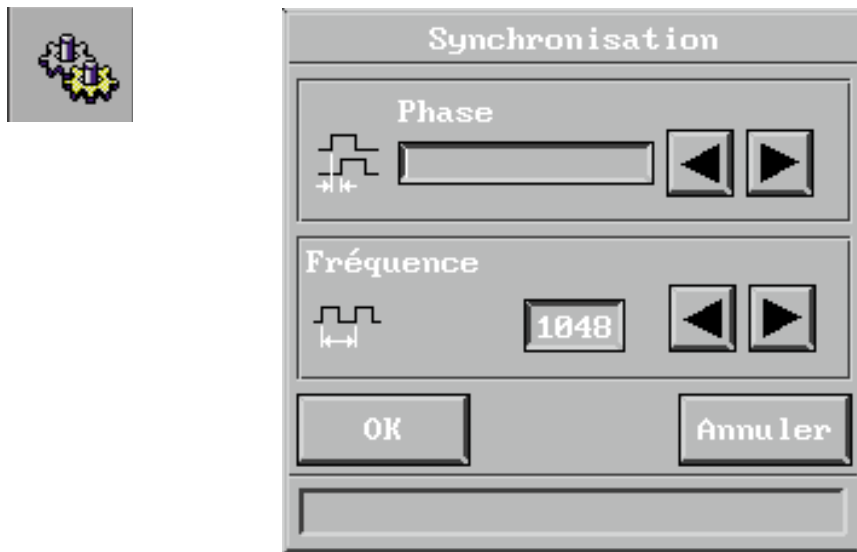 Synchronisation
Phase
Fréquence
1048
OK
Annuler